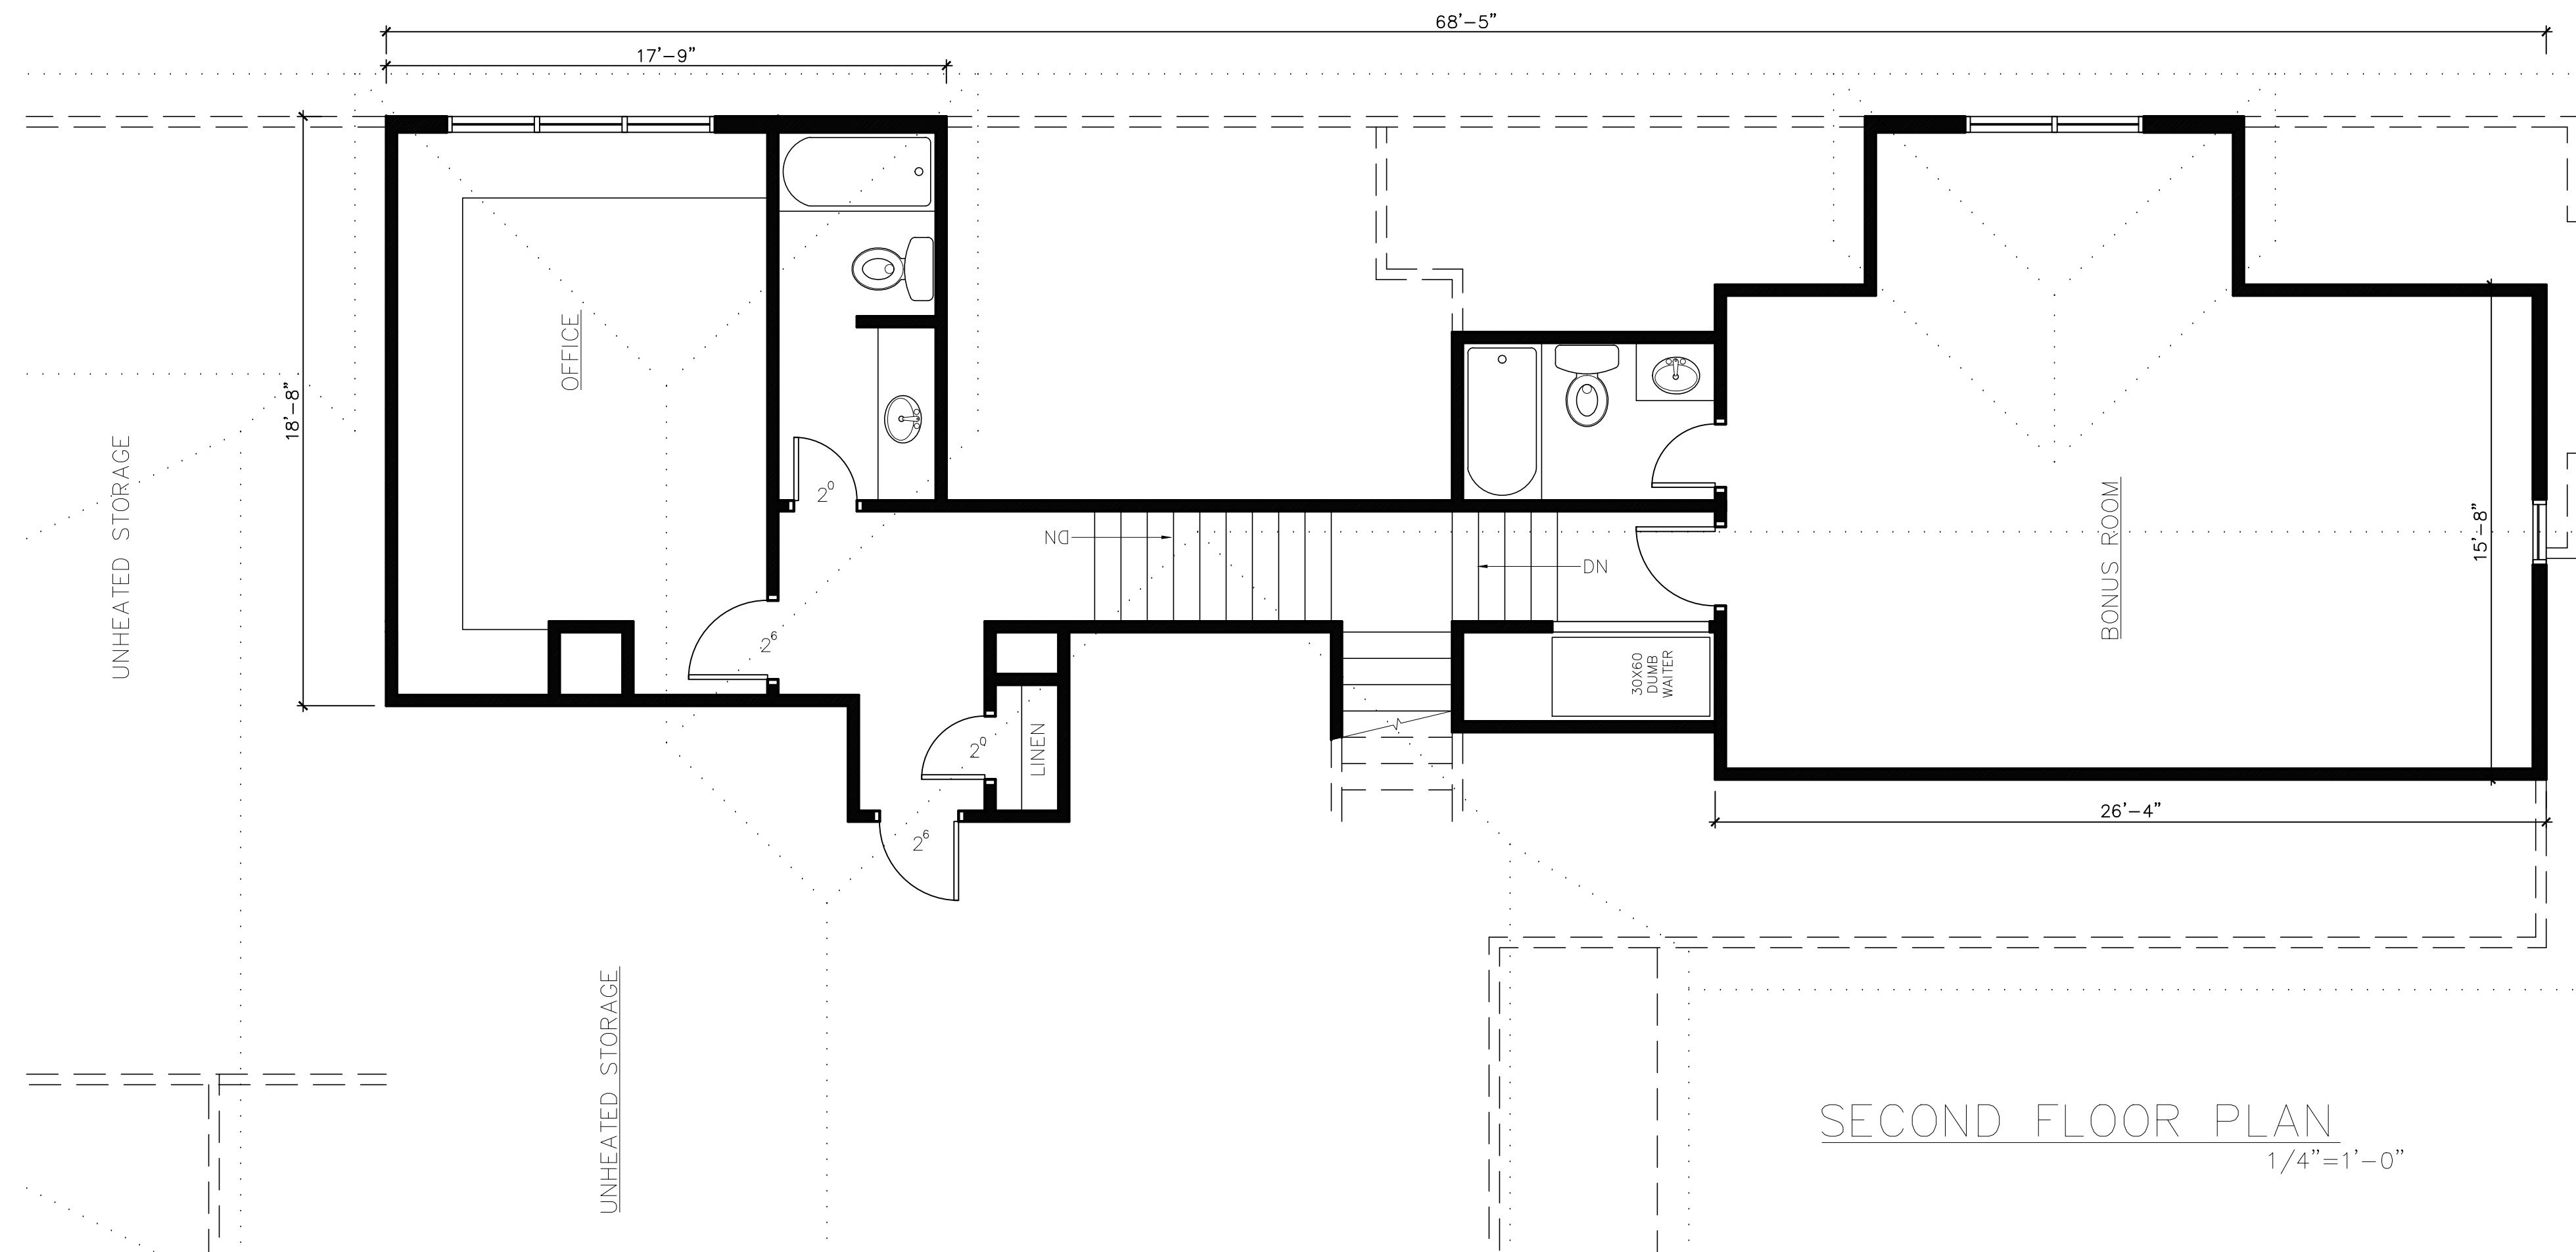 68'-5"
17'-9"
18'-8"
OFFICE
UNHEATED STORAGE
2⁰
DN
DN
2⁶
2⁰
LINEN
2⁶
30X60
DUMB
WAITER
BONUS ROOM
15'-8"
26'-4"
UNHEATED STORAGE
SECOND FLOOR PLAN
1/4"=1'-0"